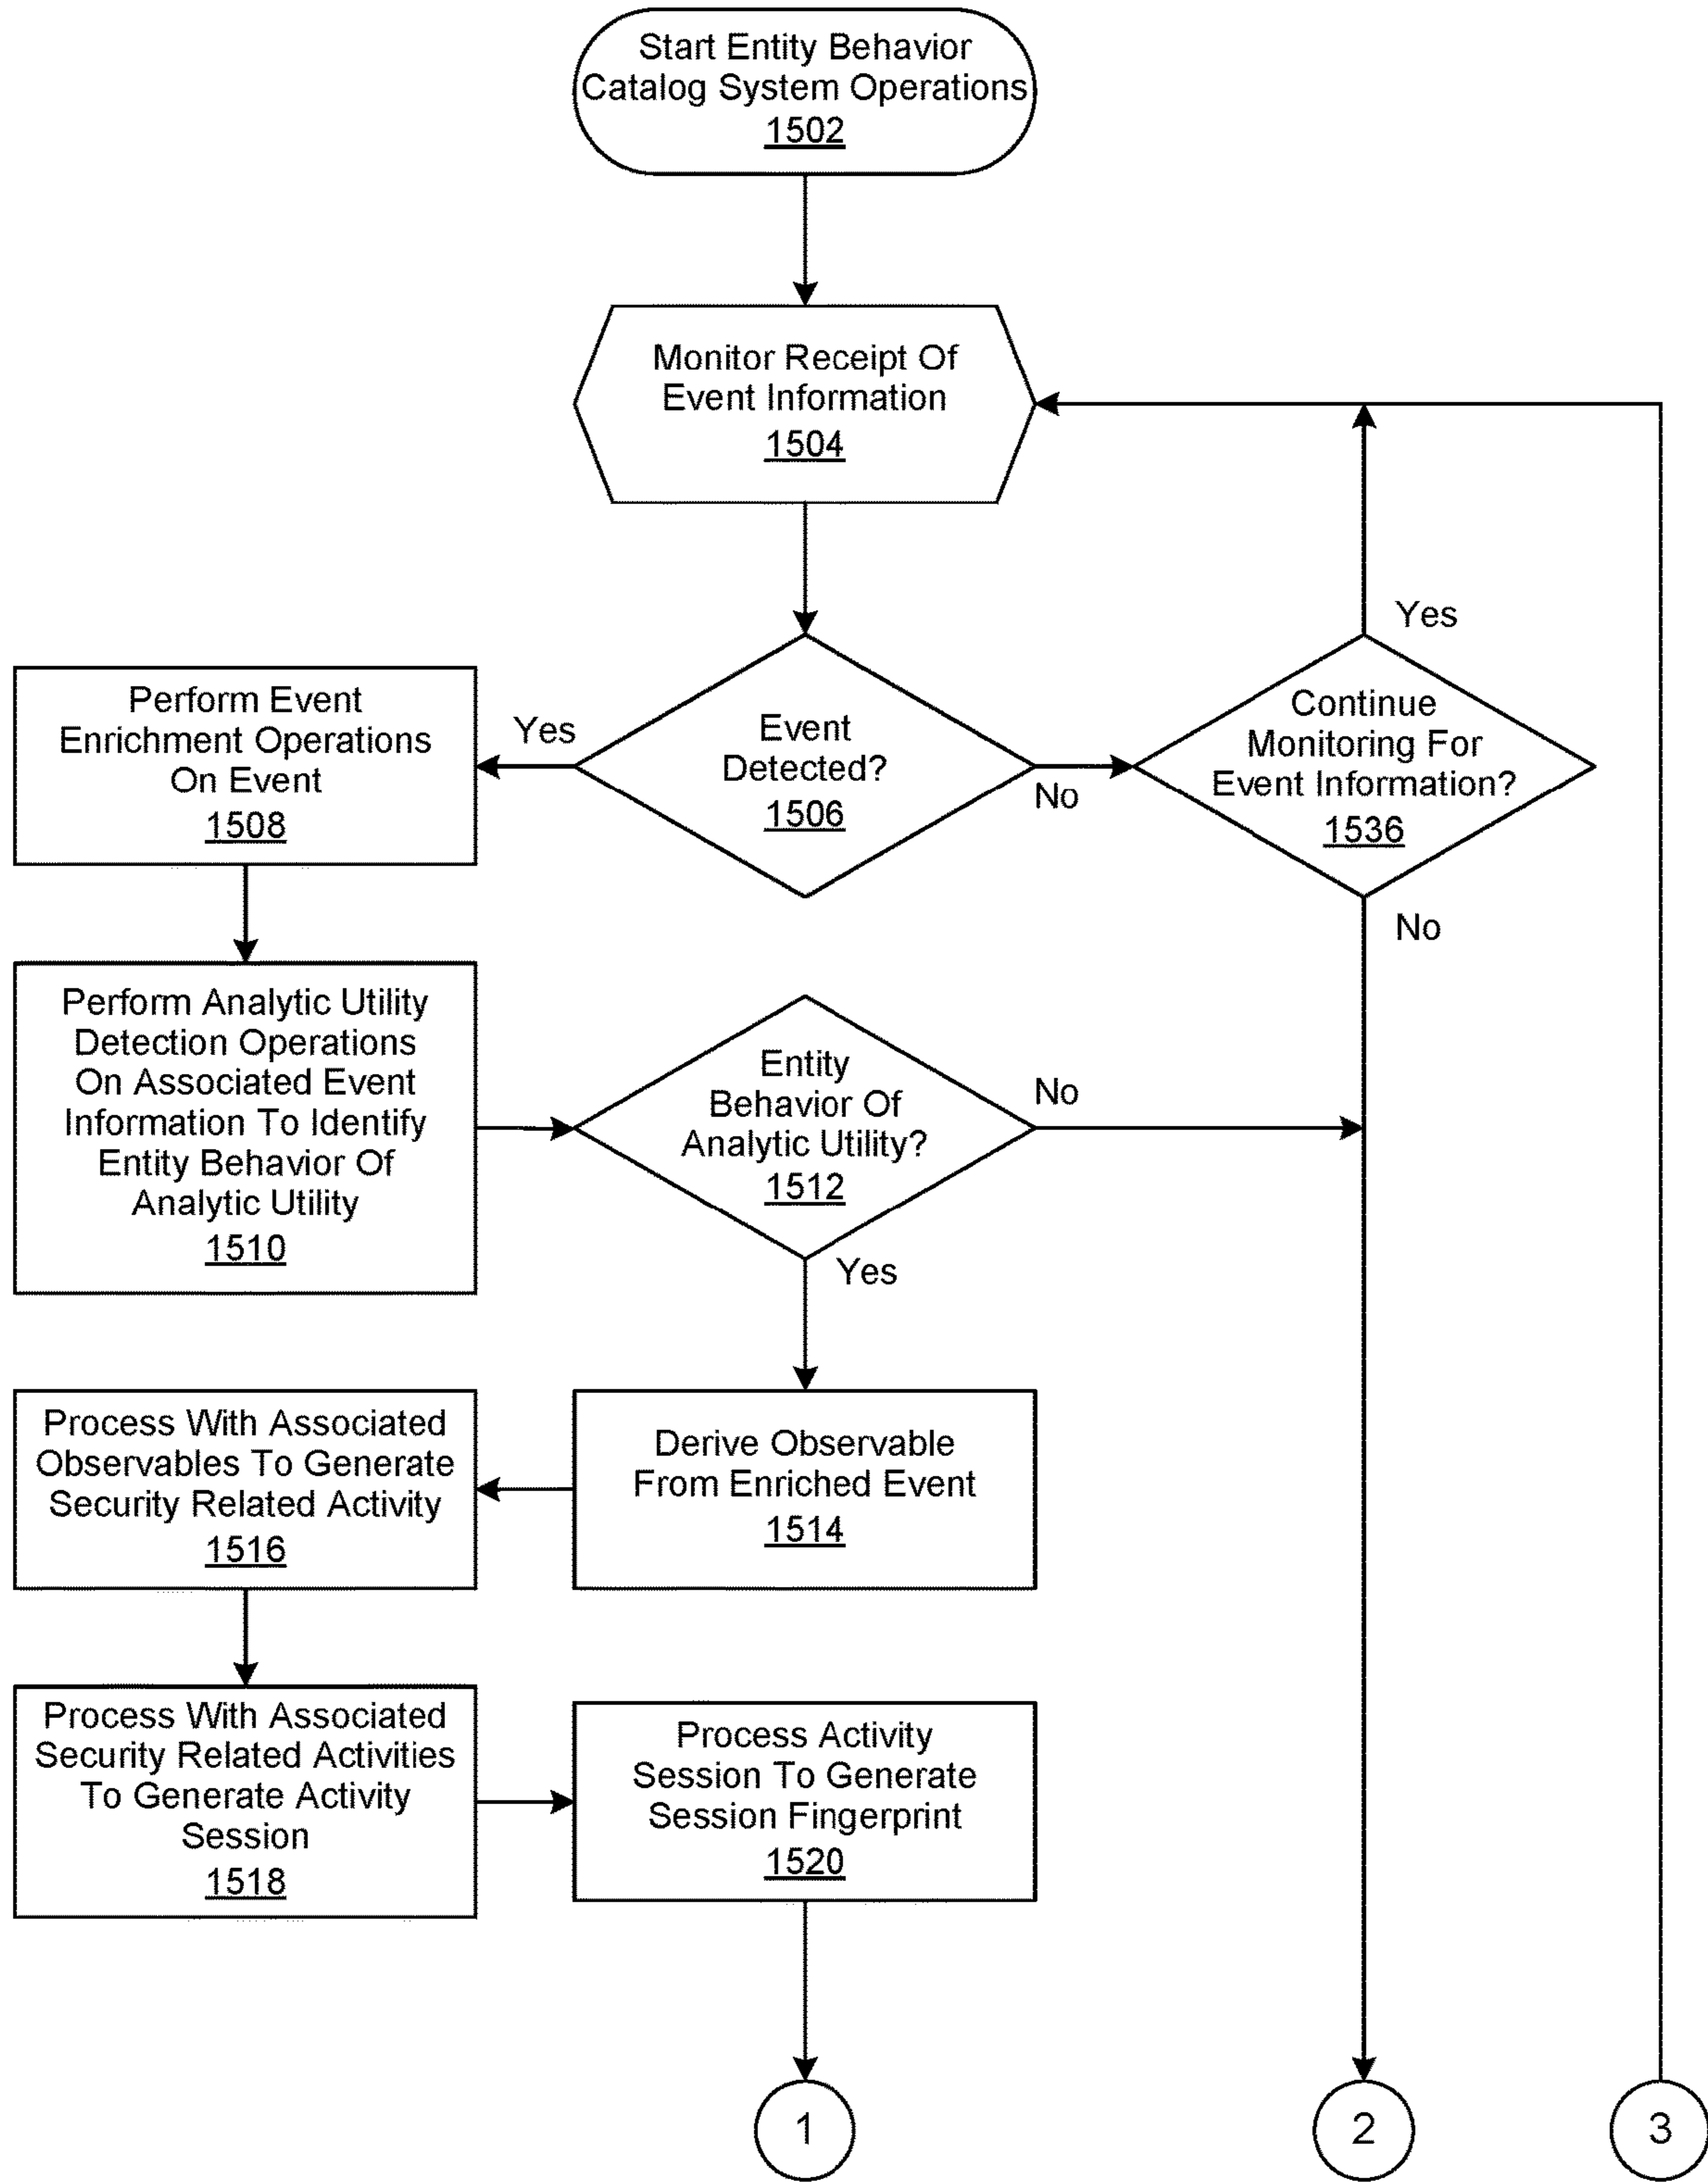 Start Entity Behavior
Catalog System Operations
1502
Monitor Receipt Of
Event Information
1504
Yes
Perform Event
Enrichment Operations
On Event
1508
Yes
Event
Detected?
1506
No
Continue
Monitoring For
Event Information?
1536
No
Perform Analytic Utility
Detection Operations
On Associated Event
Information To Identify
Entity Behavior Of
Analytic Utility
1510
Entity
Behavior Of
Analytic Utility?
1512
No
Yes
Process With Associated
Observables To Generate
Security Related Activity
1516
Derive Observable
From Enriched Event
1514
Process With Associated
Security Related Activities
To Generate Activity
Session
1518
Process Activity
Session To Generate
Session Fingerprint
1520
1
2
3